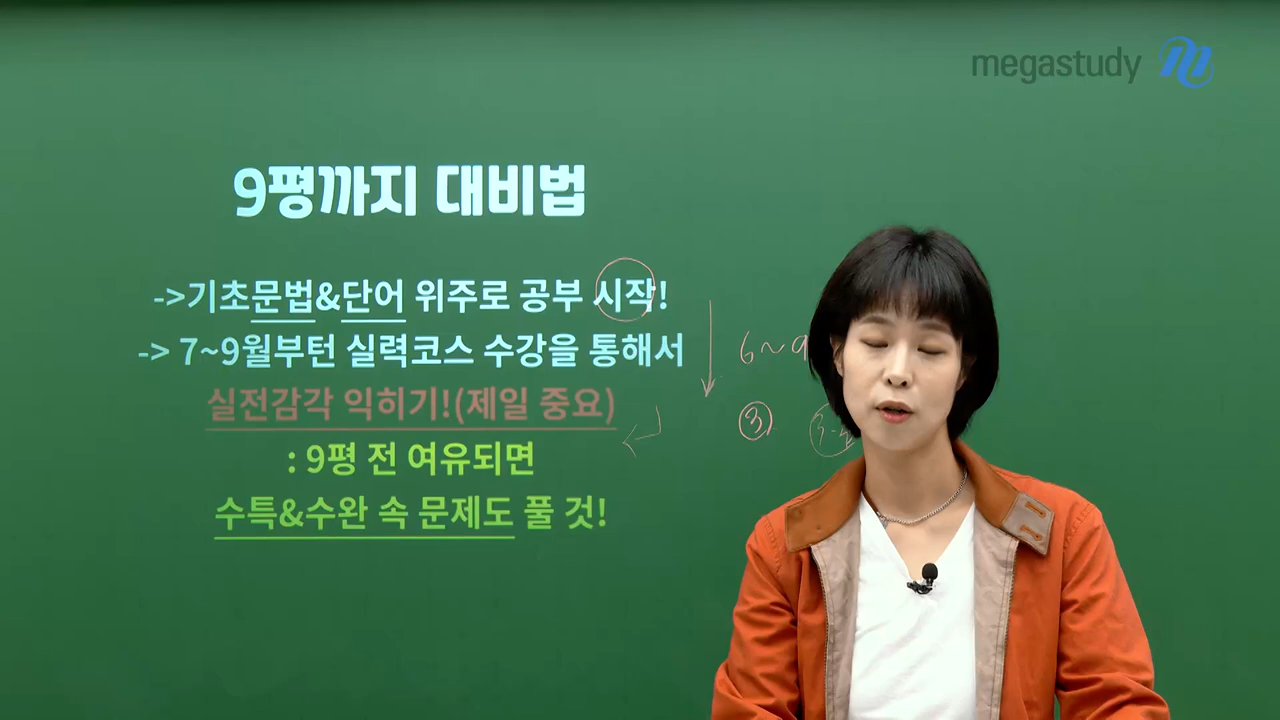 megastudy
9평까지 대비법
->기초문법&단어 위주로 공부 시작!
-> 7~9월부턴 실력코스 수강을 통해서
6~9
실전감각 익히기!(제일 중요)
③
: 9평 전 여유되면
수특&수완 속 문제도 풀 것!